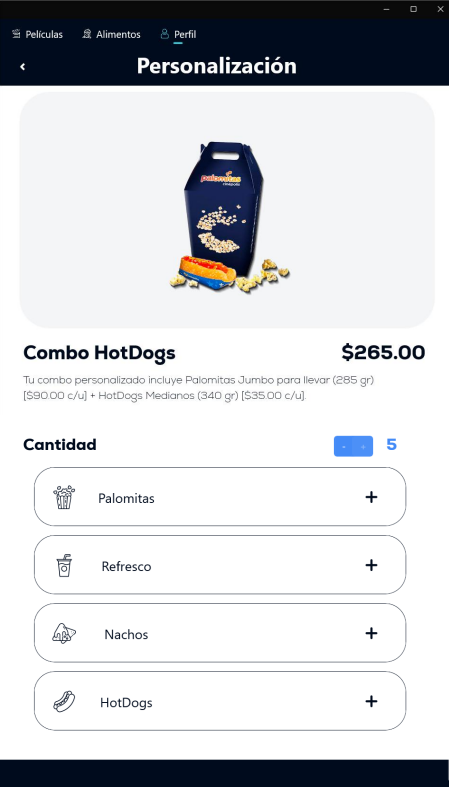 Películas Alimentos Perfil
Personalización
palomitas
cinépolis
Combo HotDogs $265.00
Tu combo personalizado incluye Palomitas Jumbo para llevar (285 gr)
[$90.00 c/u] + HotDogs Medianos (340 gr) [$35.00 c/u].
Cantidad - + 5
Palomitas +
Refresco +
Nachos +
HotDogs +